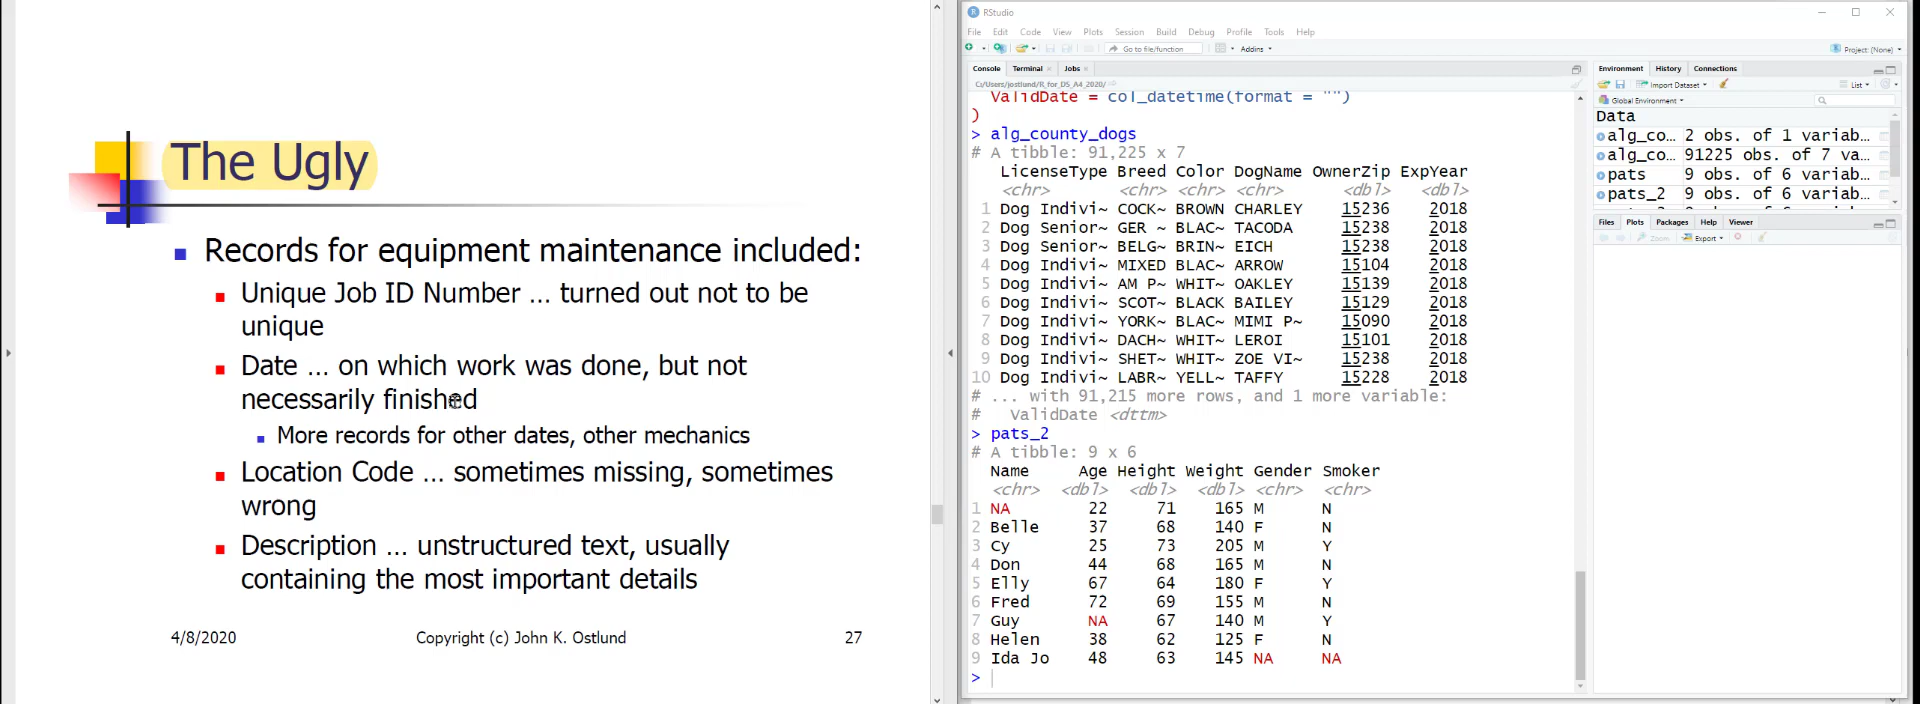 The Ugly
Records for equipment maintenance included:
Unique Job ID Number ... turned out not to be
unique
Date ... on which work was done, but not
necessarily finished
More records for other dates, other mechanics
Location Code ... sometimes missing, sometimes
wrong
Description ... unstructured text, usually
containing the most important details
4/8/2020 Copyright (c) John K. Ostlund 27
RStudio
File Edit Code View Plots Session Build Debug Profile Tools Help
Go to file/function Addins Project: (None)
Console Terminal Jobs
C:/Users/jostlund/R_for_DS_A4_2020/
ValidDate = col_datetime(format = "")
)
> alg_county_dogs
# A tibble: 91,225 x 7
LicenseType Breed Color DogName OwnerZip ExpYear
<chr> <chr> <chr> <chr> <dbl> <dbl>
1 Dog Indivi~ COCK~ BROWN CHARLEY 15236 2018
2 Dog Senior~ GER ~ BLAC~ TACODA 15238 2018
3 Dog Senior~ BELG~ BRIN~ EICH 15238 2018
4 Dog Indivi~ MIXED BLAC~ ARROW 15104 2018
5 Dog Indivi~ AM P~ WHIT~ OAKLEY 15139 2018
6 Dog Indivi~ SCOT~ BLACK BAILEY 15129 2018
7 Dog Indivi~ YORK~ BLAC~ MIMI P~ 15090 2018
8 Dog Indivi~ DACH~ WHIT~ LEROI 15101 2018
9 Dog Indivi~ SHET~ WHIT~ ZOE VI~ 15238 2018
10 Dog Indivi~ LABR~ YELL~ TAFFY 15228 2018
# ... with 91,215 more rows, and 1 more variable:
# ValidDate <dttm>
> pats_2
# A tibble: 9 x 6
Name Age Height Weight Gender Smoker
<chr> <dbl> <dbl> <dbl> <chr> <chr>
1 NA 22 71 165 M N
2 Belle 37 68 140 F N
3 Cy 25 73 205 M Y
4 Don 44 68 165 M N
5 Elly 67 64 180 F Y
6 Fred 72 69 155 M N
7 Guy NA 67 140 M Y
8 Helen 38 62 125 F N
9 Ida Jo 48 63 145 NA NA
>
Environment History Connections
Import Dataset List
Global Environment
Data
alg_co... 2 obs. of 1 variab...
alg_co... 91225 obs. of 7 va...
pats 9 obs. of 6 variab...
pats_2 9 obs. of 6 variab...
Files Plots Packages Help Viewer
Zoom Export